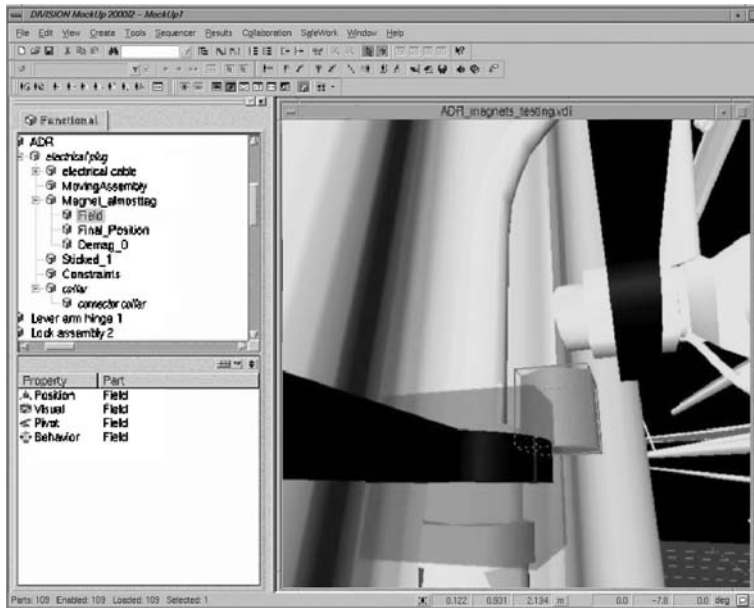 DIVISION MockUp 2000i2 - MockUp1
File Edit View Create Tools Sequencer Results Collaboration SafeWork Window Help
Functional
ADR
electrical plug
electrical cable
MovingAssembly
Magnet_almosttag
Field
Final_Position
Demag_0
Sticked_1
Constraints
collar
connector collar
Lever arm hinge 1
Lock assembly 2
Property Part
Position Field
Visual Field
Pivot Field
Behavior Field
ADR_magnets_testing.vdi
Parts: 109 Enabled: 109 Loaded: 109 Selected: 1 0.122 0.931 2.134 m 0.0 -7.8 0.0 deg